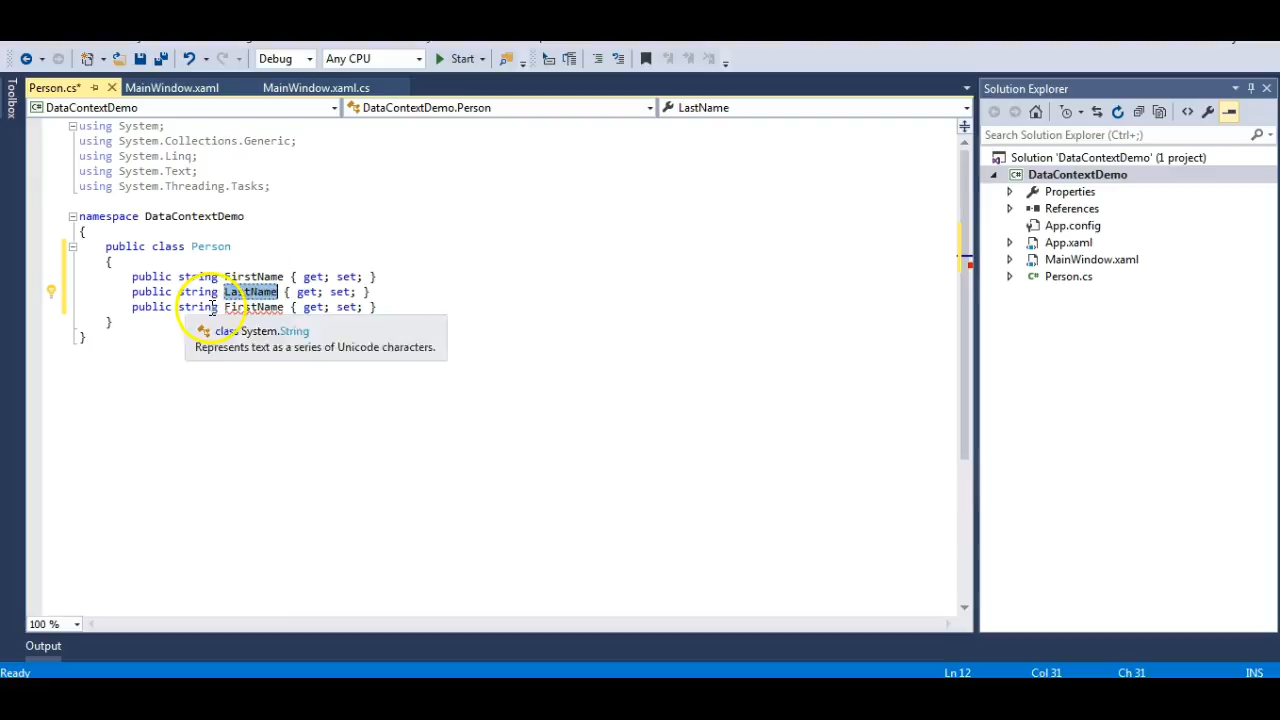 Debug
Any CPU
Start
Toolbox
Person.cs*
MainWindow.xaml
MainWindow.xaml.cs
DataContextDemo
DataContextDemo.Person
LastName
using System;
using System.Collections.Generic;
using System.Linq;
using System.Text;
using System.Threading.Tasks;
namespace DataContextDemo
{
public class Person
{
public string FirstName { get; set; }
public string LastName { get; set; }
public string FirstName { get; set; }
}
}
class System.String
Represents text as a series of Unicode characters.
100 %
Solution Explorer
Search Solution Explorer (Ctrl+;)
Solution 'DataContextDemo' (1 project)
C# DataContextDemo
Properties
References
App.config
App.xaml
MainWindow.xaml
Person.cs
Output
Ready
Ln 12
Col 31
Ch 31
INS